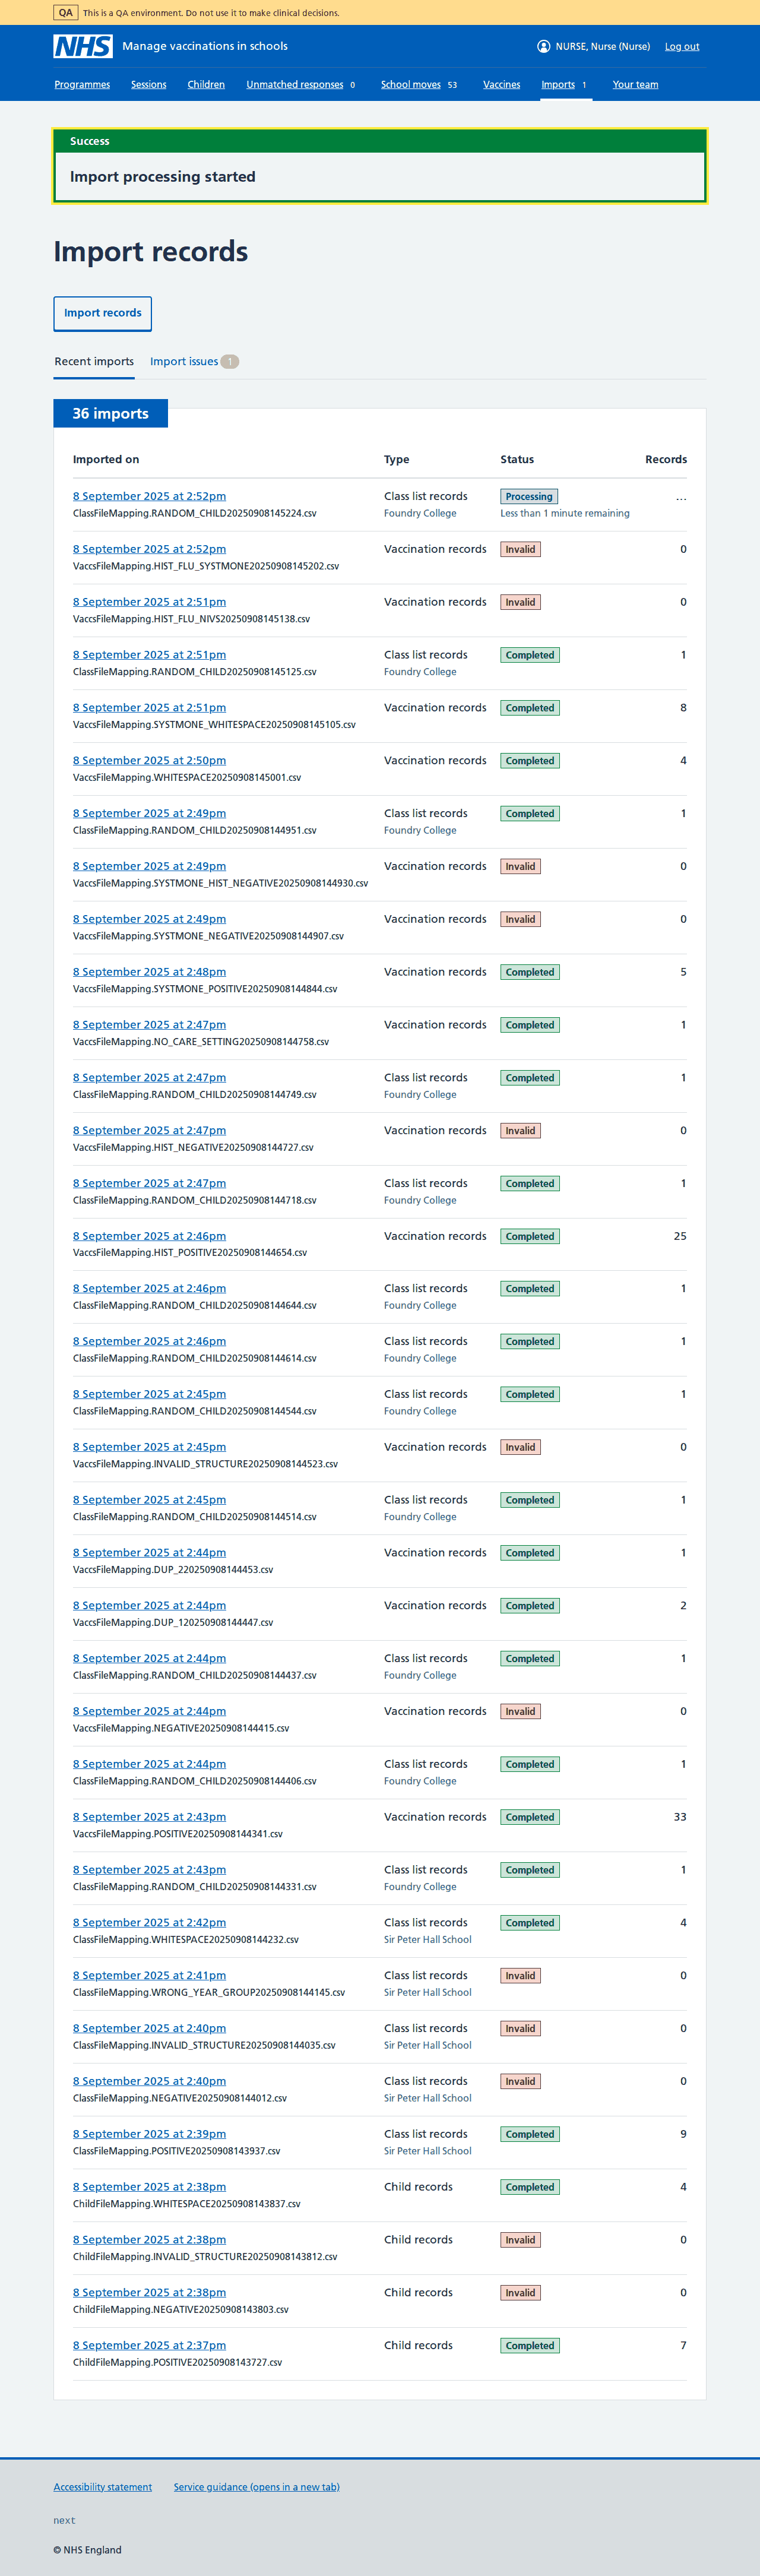 QA This is a QA environment. Do not use it to make clinical decisions.
NHS Manage vaccinations in schools NURSE, Nurse (Nurse) Log out
Programmes Sessions Children Unmatched responses 0 School moves 53 Vaccines Imports 1 Your team
Success
Import processing started
Import records
Import records
Recent imports Import issues 1
36 imports
Imported on Type Status Records
8 September 2025 at 2:52pm Class list records Processing ...
ClassFileMapping.RANDOM_CHILD20250908145224.csv Foundry College Less than 1 minute remaining
8 September 2025 at 2:52pm Vaccination records Invalid 0
VaccsFileMapping.HIST_FLU_SYSTMONE20250908145202.csv
8 September 2025 at 2:51pm Vaccination records Invalid 0
VaccsFileMapping.HIST_FLU_NIVS20250908145138.csv
8 September 2025 at 2:51pm Class list records Completed 1
ClassFileMapping.RANDOM_CHILD20250908145125.csv Foundry College
8 September 2025 at 2:51pm Vaccination records Completed 8
VaccsFileMapping.SYSTMONE_WHITESPACE20250908145105.csv
8 September 2025 at 2:50pm Vaccination records Completed 4
VaccsFileMapping.WHITESPACE20250908145001.csv
8 September 2025 at 2:49pm Class list records Completed 1
ClassFileMapping.RANDOM_CHILD20250908144951.csv Foundry College
8 September 2025 at 2:49pm Vaccination records Invalid 0
VaccsFileMapping.SYSTMONE_HIST_NEGATIVE20250908144930.csv
8 September 2025 at 2:49pm Vaccination records Invalid 0
VaccsFileMapping.SYSTMONE_NEGATIVE20250908144907.csv
8 September 2025 at 2:48pm Vaccination records Completed 5
VaccsFileMapping.SYSTMONE_POSITIVE20250908144844.csv
8 September 2025 at 2:47pm Vaccination records Completed 1
VaccsFileMapping.NO_CARE_SETTING20250908144758.csv
8 September 2025 at 2:47pm Class list records Completed 1
ClassFileMapping.RANDOM_CHILD20250908144749.csv Foundry College
8 September 2025 at 2:47pm Vaccination records Invalid 0
VaccsFileMapping.HIST_NEGATIVE20250908144727.csv
8 September 2025 at 2:47pm Class list records Completed 1
ClassFileMapping.RANDOM_CHILD20250908144718.csv Foundry College
8 September 2025 at 2:46pm Vaccination records Completed 25
VaccsFileMapping.HIST_POSITIVE20250908144654.csv
8 September 2025 at 2:46pm Class list records Completed 1
ClassFileMapping.RANDOM_CHILD20250908144644.csv Foundry College
8 September 2025 at 2:46pm Class list records Completed 1
ClassFileMapping.RANDOM_CHILD20250908144614.csv Foundry College
8 September 2025 at 2:45pm Class list records Completed 1
ClassFileMapping.RANDOM_CHILD20250908144544.csv Foundry College
8 September 2025 at 2:45pm Vaccination records Invalid 0
VaccsFileMapping.INVALID_STRUCTURE20250908144523.csv
8 September 2025 at 2:45pm Class list records Completed 1
ClassFileMapping.RANDOM_CHILD20250908144514.csv Foundry College
8 September 2025 at 2:44pm Vaccination records Completed 1
VaccsFileMapping.DUP_220250908144453.csv
8 September 2025 at 2:44pm Vaccination records Completed 2
VaccsFileMapping.DUP_120250908144447.csv
8 September 2025 at 2:44pm Class list records Completed 1
ClassFileMapping.RANDOM_CHILD20250908144437.csv Foundry College
8 September 2025 at 2:44pm Vaccination records Invalid 0
VaccsFileMapping.NEGATIVE20250908144415.csv
8 September 2025 at 2:44pm Class list records Completed 1
ClassFileMapping.RANDOM_CHILD20250908144406.csv Foundry College
8 September 2025 at 2:43pm Vaccination records Completed 33
VaccsFileMapping.POSITIVE20250908144341.csv
8 September 2025 at 2:43pm Class list records Completed 1
ClassFileMapping.RANDOM_CHILD20250908144331.csv Foundry College
8 September 2025 at 2:42pm Class list records Completed 4
ClassFileMapping.WHITESPACE20250908144232.csv Sir Peter Hall School
8 September 2025 at 2:41pm Class list records Invalid 0
ClassFileMapping.WRONG_YEAR_GROUP20250908144145.csv Sir Peter Hall School
8 September 2025 at 2:40pm Class list records Invalid 0
ClassFileMapping.INVALID_STRUCTURE20250908144035.csv Sir Peter Hall School
8 September 2025 at 2:40pm Class list records Invalid 0
ClassFileMapping.NEGATIVE20250908144012.csv Sir Peter Hall School
8 September 2025 at 2:39pm Class list records Completed 9
ClassFileMapping.POSITIVE20250908143937.csv Sir Peter Hall School
8 September 2025 at 2:38pm Child records Completed 4
ChildFileMapping.WHITESPACE20250908143837.csv
8 September 2025 at 2:38pm Child records Invalid 0
ChildFileMapping.INVALID_STRUCTURE20250908143812.csv
8 September 2025 at 2:38pm Child records Invalid 0
ChildFileMapping.NEGATIVE20250908143803.csv
8 September 2025 at 2:37pm Child records Completed 7
ChildFileMapping.POSITIVE20250908143727.csv
Accessibility statement Service guidance (opens in a new tab)
next
© NHS England